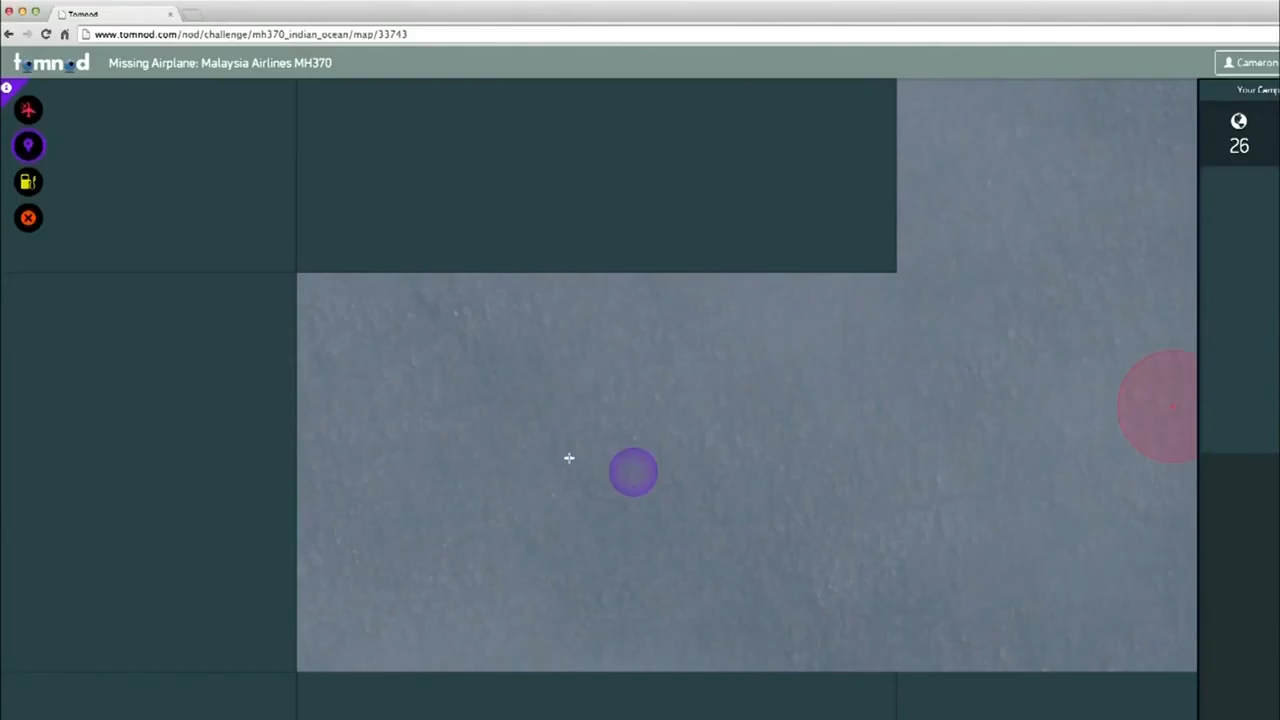 Tomnod
www.tomnod.com/nod/challenge/mh370_indian_ocean/map/33743
tomnod
Missing Airplane: Malaysia Airlines MH370
Cameron
Your Camp
26